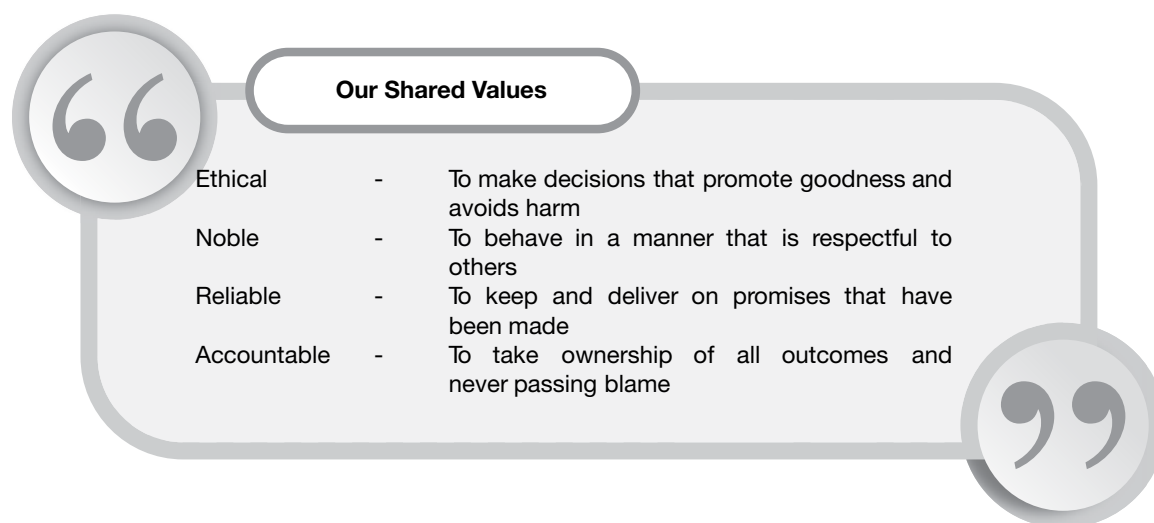 Our Shared Values
Ethical - To make decisions that promote goodness and
avoids harm
Noble - To behave in a manner that is respectful to
others
Reliable - To keep and deliver on promises that have
been made
Accountable - To take ownership of all outcomes and
never passing blame